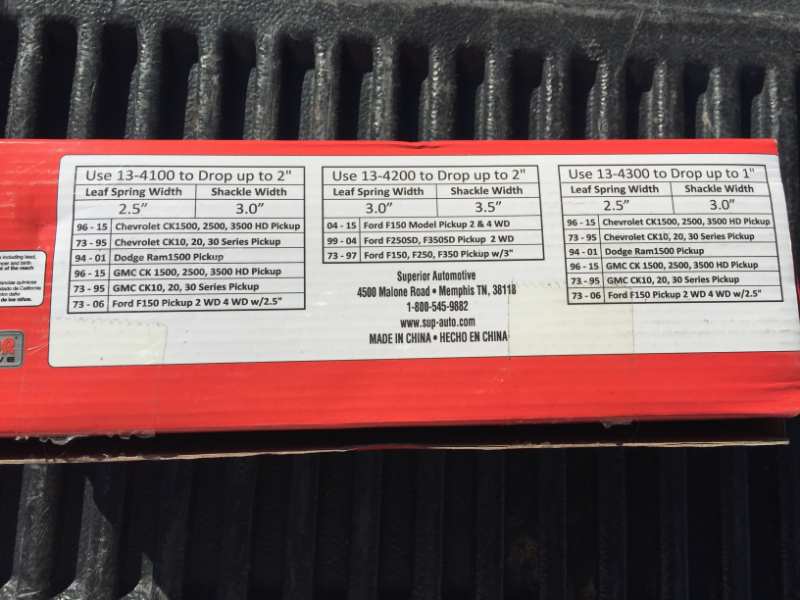 Use 13-4100 to Drop up to 2"
Leaf Spring Width Shackle Width
2.5" 3.0"
96 - 15 Chevrolet CK1500, 2500, 3500 HD Pickup
73 - 95 Chevrolet CK10, 20, 30 Series Pickup
94 - 01 Dodge Ram1500 Pickup
96 - 15 GMC CK 1500, 2500, 3500 HD Pickup
73 - 95 GMC CK10, 20, 30 Series Pickup
73 - 06 Ford F150 Pickup 2 WD 4 WD w/2.5"
Use 13-4200 to Drop up to 2"
Leaf Spring Width Shackle Width
3.0" 3.5"
04 - 15 Ford F150 Model Pickup 2 & 4 WD
99 - 04 Ford F250SD, F350SD Pickup 2 WD
73 - 97 Ford F150, F250, F350 Pickup w/3"
Superior Automotive
4500 Malone Road • Memphis TN, 38118
1-800-545-9882
www.sup-auto.com
MADE IN CHINA • HECHO EN CHINA
Use 13-4300 to Drop up to 1"
Leaf Spring Width Shackle Width
2.5" 3.0"
96 - 15 Chevrolet CK1500, 2500, 3500 HD Pickup
73 - 95 Chevrolet CK10, 20, 30 Series Pickup
94 - 01 Dodge Ram1500 Pickup
96 - 15 GMC CK 1500, 2500, 3500 HD Pickup
73 - 95 GMC CK10, 20, 30 Series Pickup
73 - 06 Ford F150 Pickup 2 WD 4 WD w/2.5"
including lead,
of the reach
de los niños.